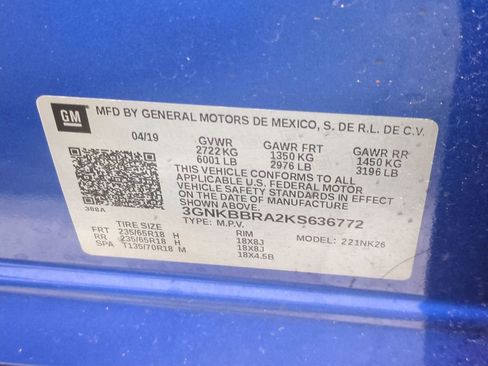 GM
MFD BY GENERAL MOTORS DE MEXICO, S. DE R.L. DE C.V.
04/19 GVWR GAWR FRT GAWR RR
2722 KG 1350 KG 1450 KG
6001 LB 2976 LB 3196 LB
THIS VEHICLE CONFORMS TO ALL
APPLICABLE U.S. FEDERAL MOTOR
VEHICLE SAFETY STANDARDS IN EFFECT
ON THE DATE OF MANUFACTURE
SHOWN ABOVE.
388A
3GNKBBRA2KS636772
TYPE: M.P.V. MODEL: 221NK26
TIRE SIZE RIM
FRT 235/65R18 H 18X8J
RR 235/65R18 H 18X8J
SPA T135/70R18 M 18X4.5B